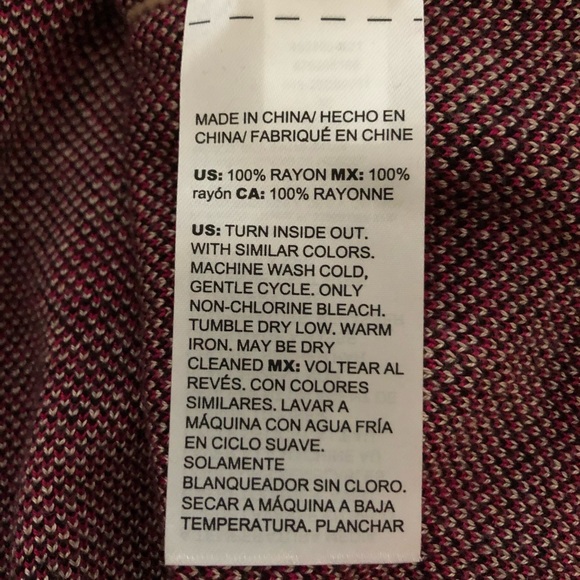 MADE IN CHINA/ HECHO EN
CHINA/ FABRIQUÉ EN CHINE
US: 100% RAYON MX: 100%
rayón CA: 100% RAYONNE
US: TURN INSIDE OUT.
WITH SIMILAR COLORS.
MACHINE WASH COLD,
GENTLE CYCLE. ONLY
NON-CHLORINE BLEACH.
TUMBLE DRY LOW. WARM
IRON. MAY BE DRY
CLEANED MX: VOLTEAR AL
REVÉS. CON COLORES
SIMILARES. LAVAR A
MÁQUINA CON AGUA FRÍA
EN CICLO SUAVE.
SOLAMENTE
BLANQUEADOR SIN CLORO.
SECAR A MÁQUINA A BAJA
TEMPERATURA. PLANCHAR